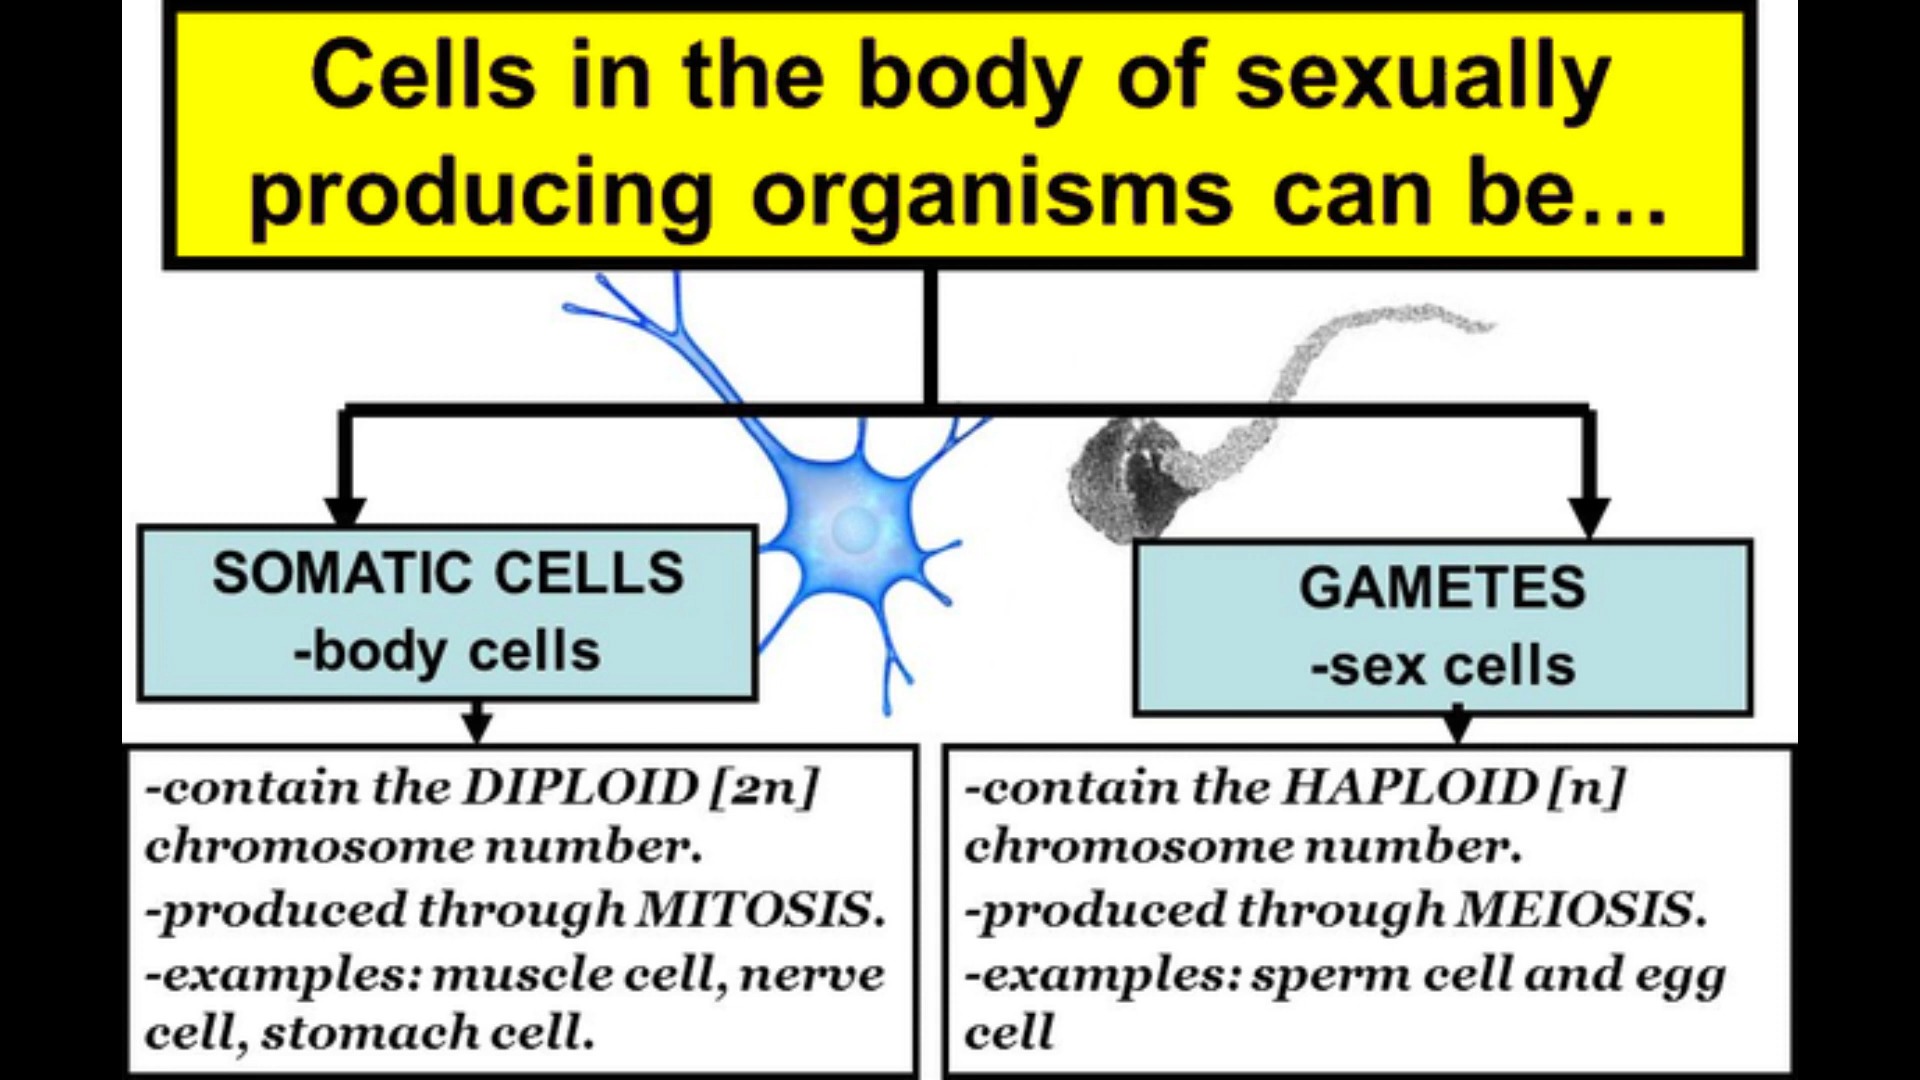 Cells in the body of sexually
producing organisms can be...
SOMATIC CELLS
-body cells
-contain the DIPLOID [2n]
chromosome number.
-produced through MITOSIS.
-examples: muscle cell, nerve
cell, stomach cell.
GAMETES
-sex cells
-contain the HAPLOID [n]
chromosome number.
-produced through MEIOSIS.
-examples: sperm cell and egg
cell